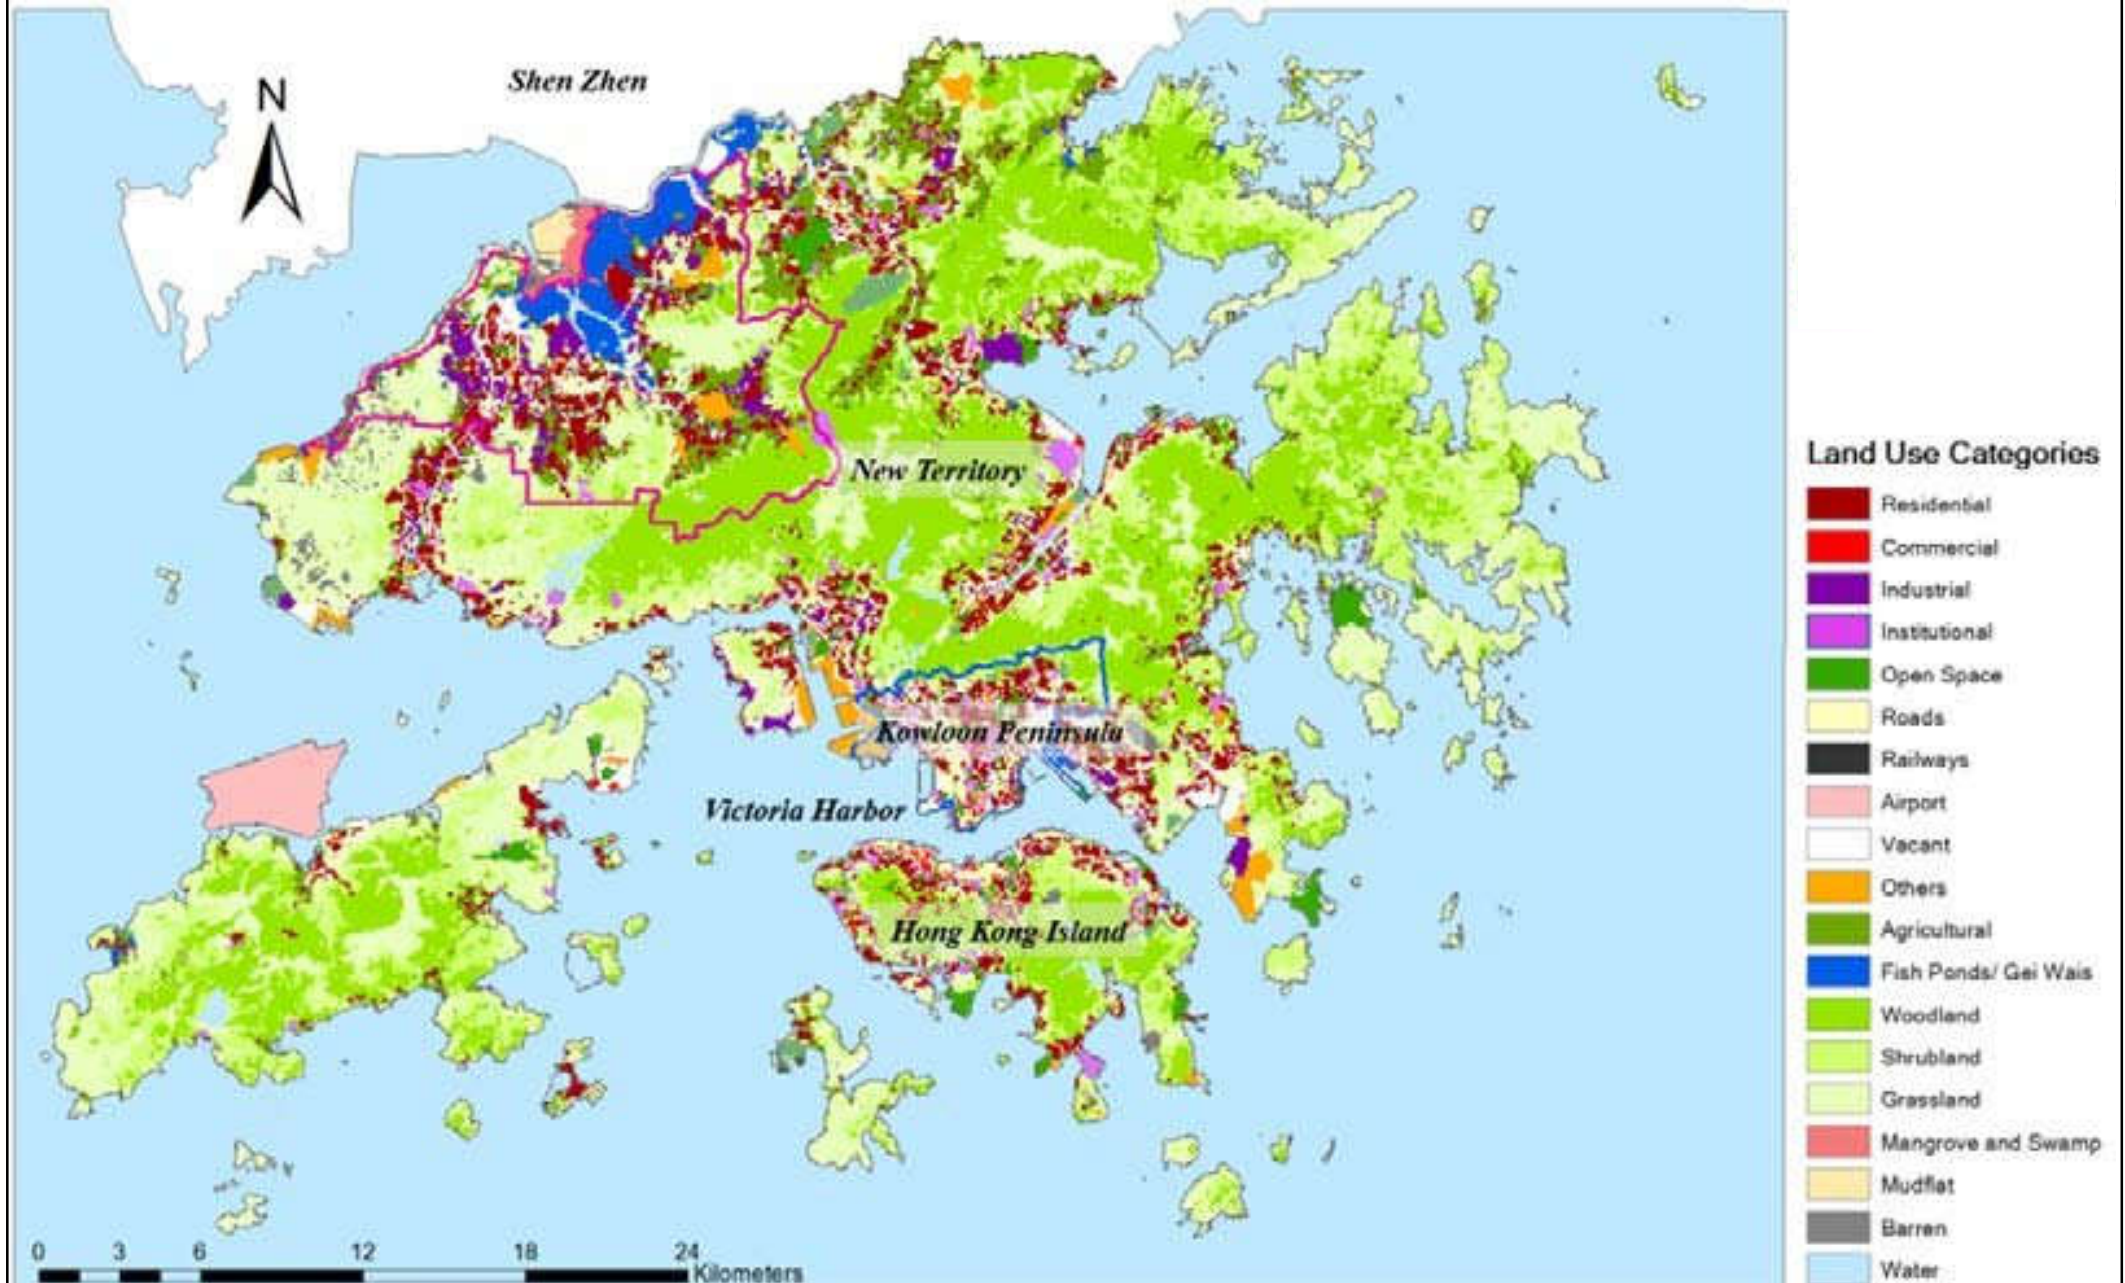 Shen Zhen
N
New Territory
Kowloon Peninsula
Victoria Harbor
Hong Kong Island
Land Use Categories
Residential
Commercial
Industrial
Institutional
Open Space
Roads
Railways
Airport
Vacant
Others
Agricultural
Fish Ponds/ Gei Wais
Woodland
Shrubland
Grassland
Mangrove and Swamp
Mudflat
Barren
Water
0 3 6 12 18 24
Kilometers